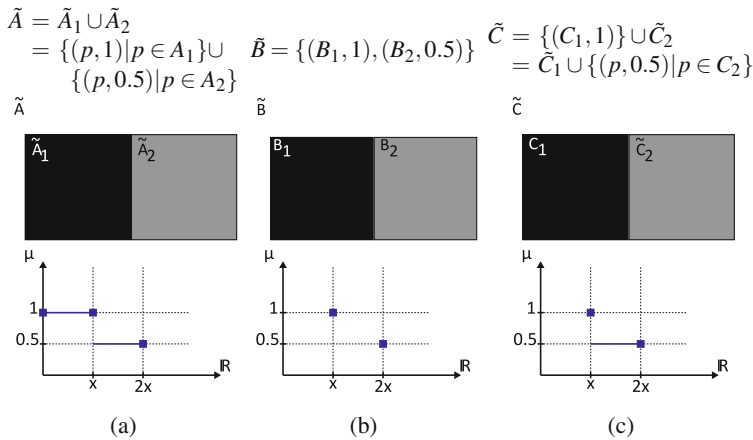 Ã = Ã₁ ∪ Ã₂
= {(p,1)|p ∈ A₁}∪
{(p,0.5)|p ∈ A₂}
B̃ = {(B₁,1),(B₂,0.5)}
C̃ = {(C₁,1)} ∪ C̃₂
= C̃₁ ∪ {(p,0.5)|p ∈ C₂}
Ã
Ã₁ Ã₂
μ
1
0.5
x 2x ℝ
(a)
B̃
B₁ B₂
μ
1
0.5
x 2x ℝ
(b)
C̃
C₁ C̃₂
μ
1
0.5
x 2x ℝ
(c)